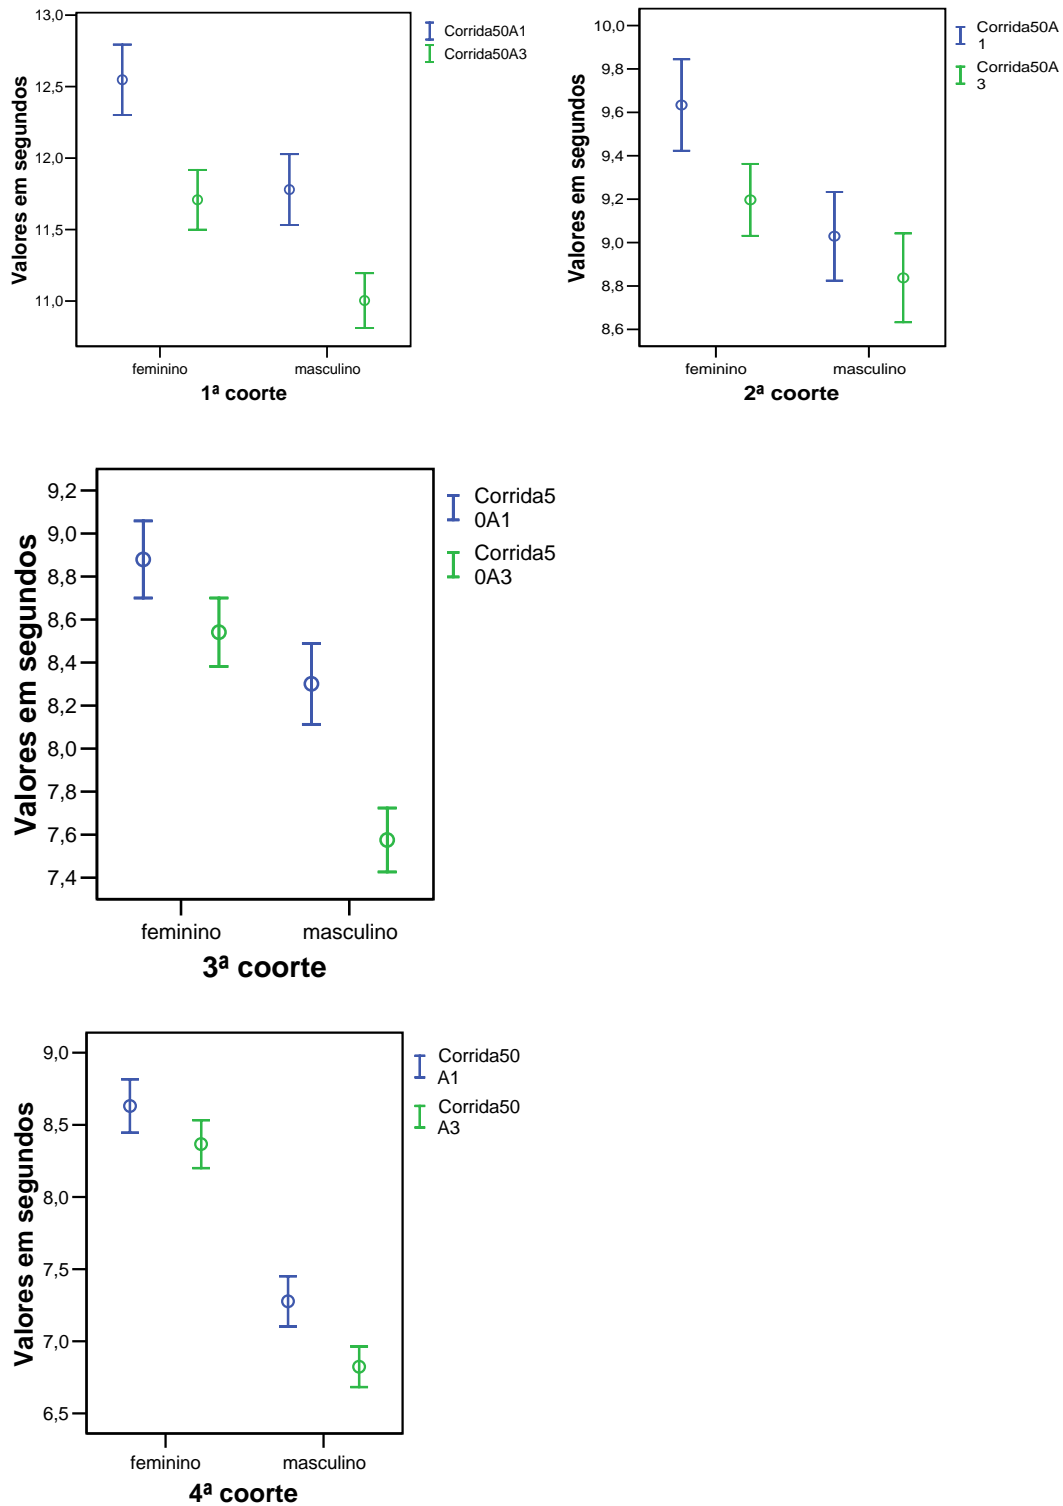 Valores em segundos
13,0
12,5
12,0
11,5
11,0
feminino
masculino
1ª coorte
Corrida50A1
Corrida50A3
Valores em segundos
10,0
9,8
9,6
9,4
9,2
9,0
8,8
8,6
feminino
masculino
2ª coorte
Corrida50A
1
Corrida50A
3
Valores em segundos
9,2
9,0
8,8
8,6
8,4
8,2
8,0
7,8
7,6
7,4
feminino
masculino
3ª coorte
Corrida5
0A1
Corrida5
0A3
Valores em segundos
9,0
8,5
8,0
7,5
7,0
6,5
feminino
masculino
4ª coorte
Corrida50
A1
Corrida50
A3